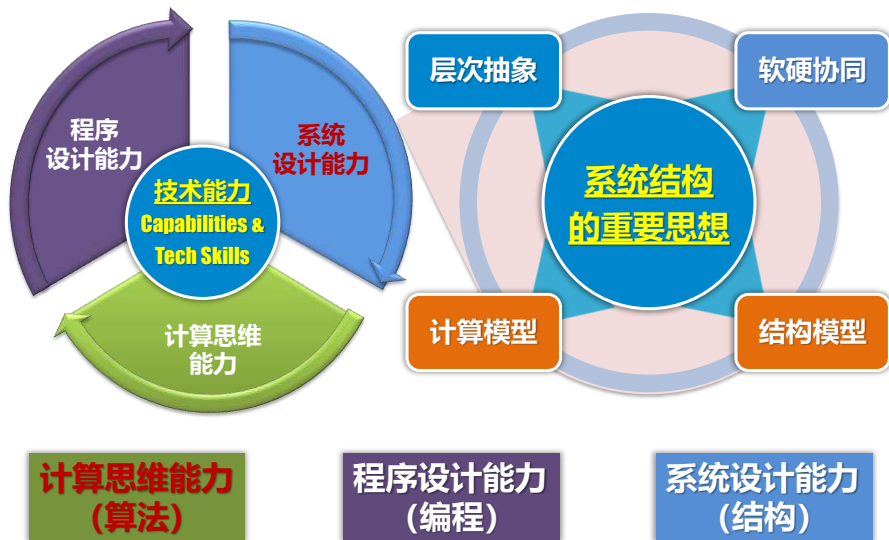 程序
设计能力
系统
设计能力
技术能力
Capabilities &
Tech Skills
计算思维
能力
层次抽象
软硬协同
系统结构
的重要思想
计算模型
结构模型
计算思维能力
（算法）
程序设计能力
（编程）
系统设计能力
（结构）